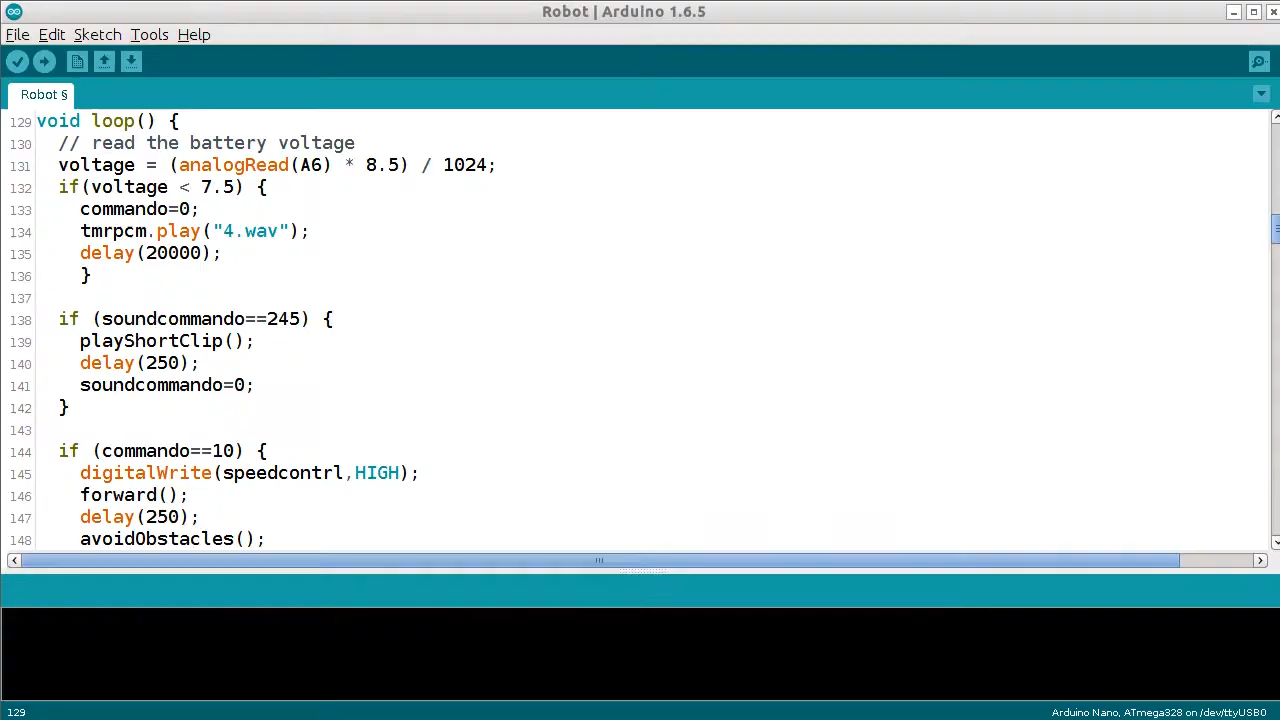 Robot | Arduino 1.6.5
File Edit Sketch Tools Help
Robot §
129 void loop() {
130 // read the battery voltage
131 voltage = (analogRead(A6) * 8.5) / 1024;
132 if(voltage < 7.5) {
133 commando=0;
134 tmrpcm.play("4.wav");
135 delay(20000);
136 }
137
138 if (soundcommando==245) {
139 playShortClip();
140 delay(250);
141 soundcommando=0;
142 }
143
144 if (commando==10) {
145 digitalWrite(speedcontrl,HIGH);
146 forward();
147 delay(250);
148 avoidObstacles();
129 Arduino Nano, ATmega328 on /dev/ttyUSB0